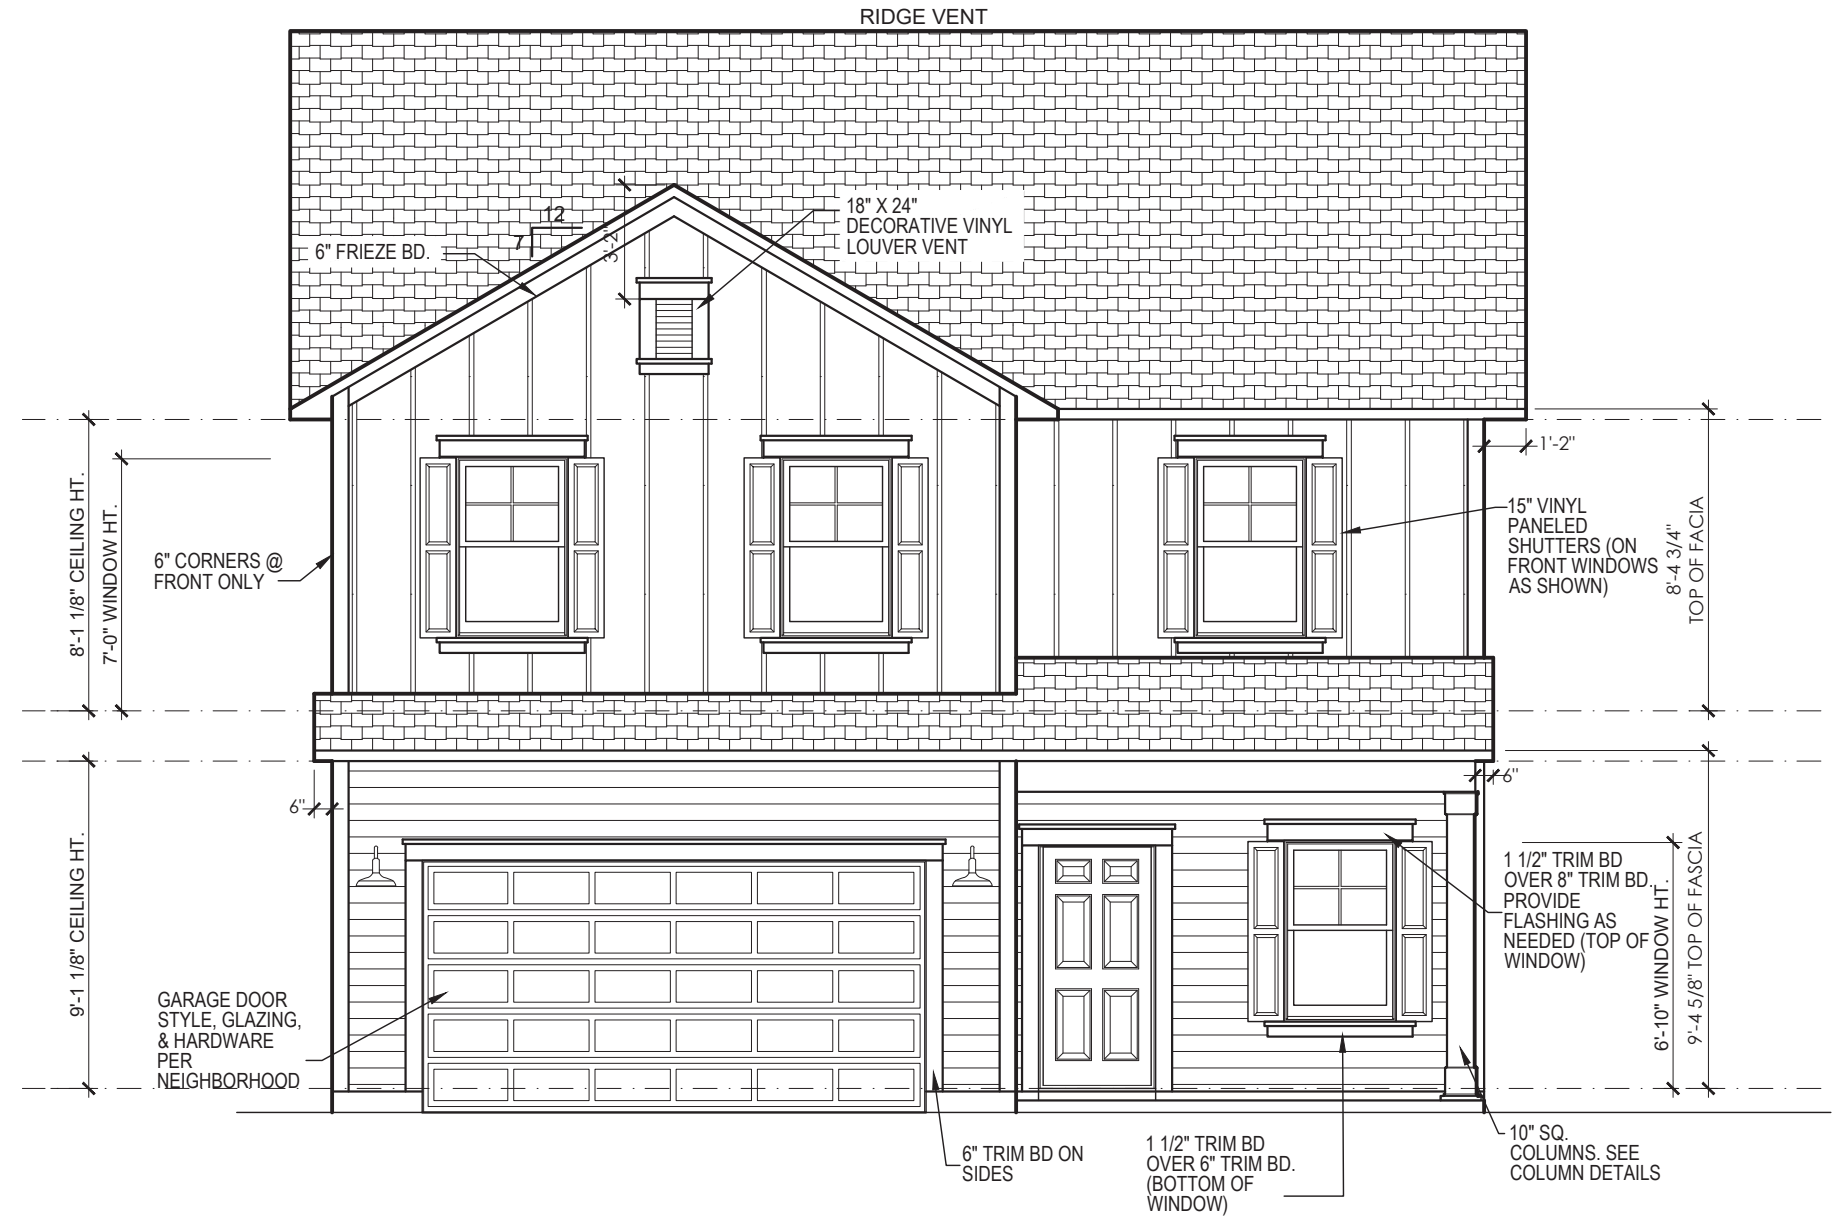 RIDGE VENT
12
7
3'-2"
6" FRIEZE BD.
18" X 24"
DECORATIVE VINYL
LOUVER VENT
1'-2"
8'-1 1/8" CEILING HT.
7'-0" WINDOW HT.
6" CORNERS @
FRONT ONLY
15" VINYL
PANELED
SHUTTERS (ON
FRONT WINDOWS
AS SHOWN)
8'-4 3/4"
TOP OF FACIA
6"
6"
9'-1 1/8" CEILING HT.
GARAGE DOOR
STYLE, GLAZING,
& HARDWARE
PER
NEIGHBORHOOD
1 1/2" TRIM BD
OVER 8" TRIM BD.
PROVIDE
FLASHING AS
NEEDED (TOP OF
WINDOW)
6'-10" WINDOW HT.
9'-4 5/8" TOP OF FASCIA
6" TRIM BD ON
SIDES
1 1/2" TRIM BD
OVER 6" TRIM BD.
(BOTTOM OF
WINDOW)
10" SQ.
COLUMNS. SEE
COLUMN DETAILS